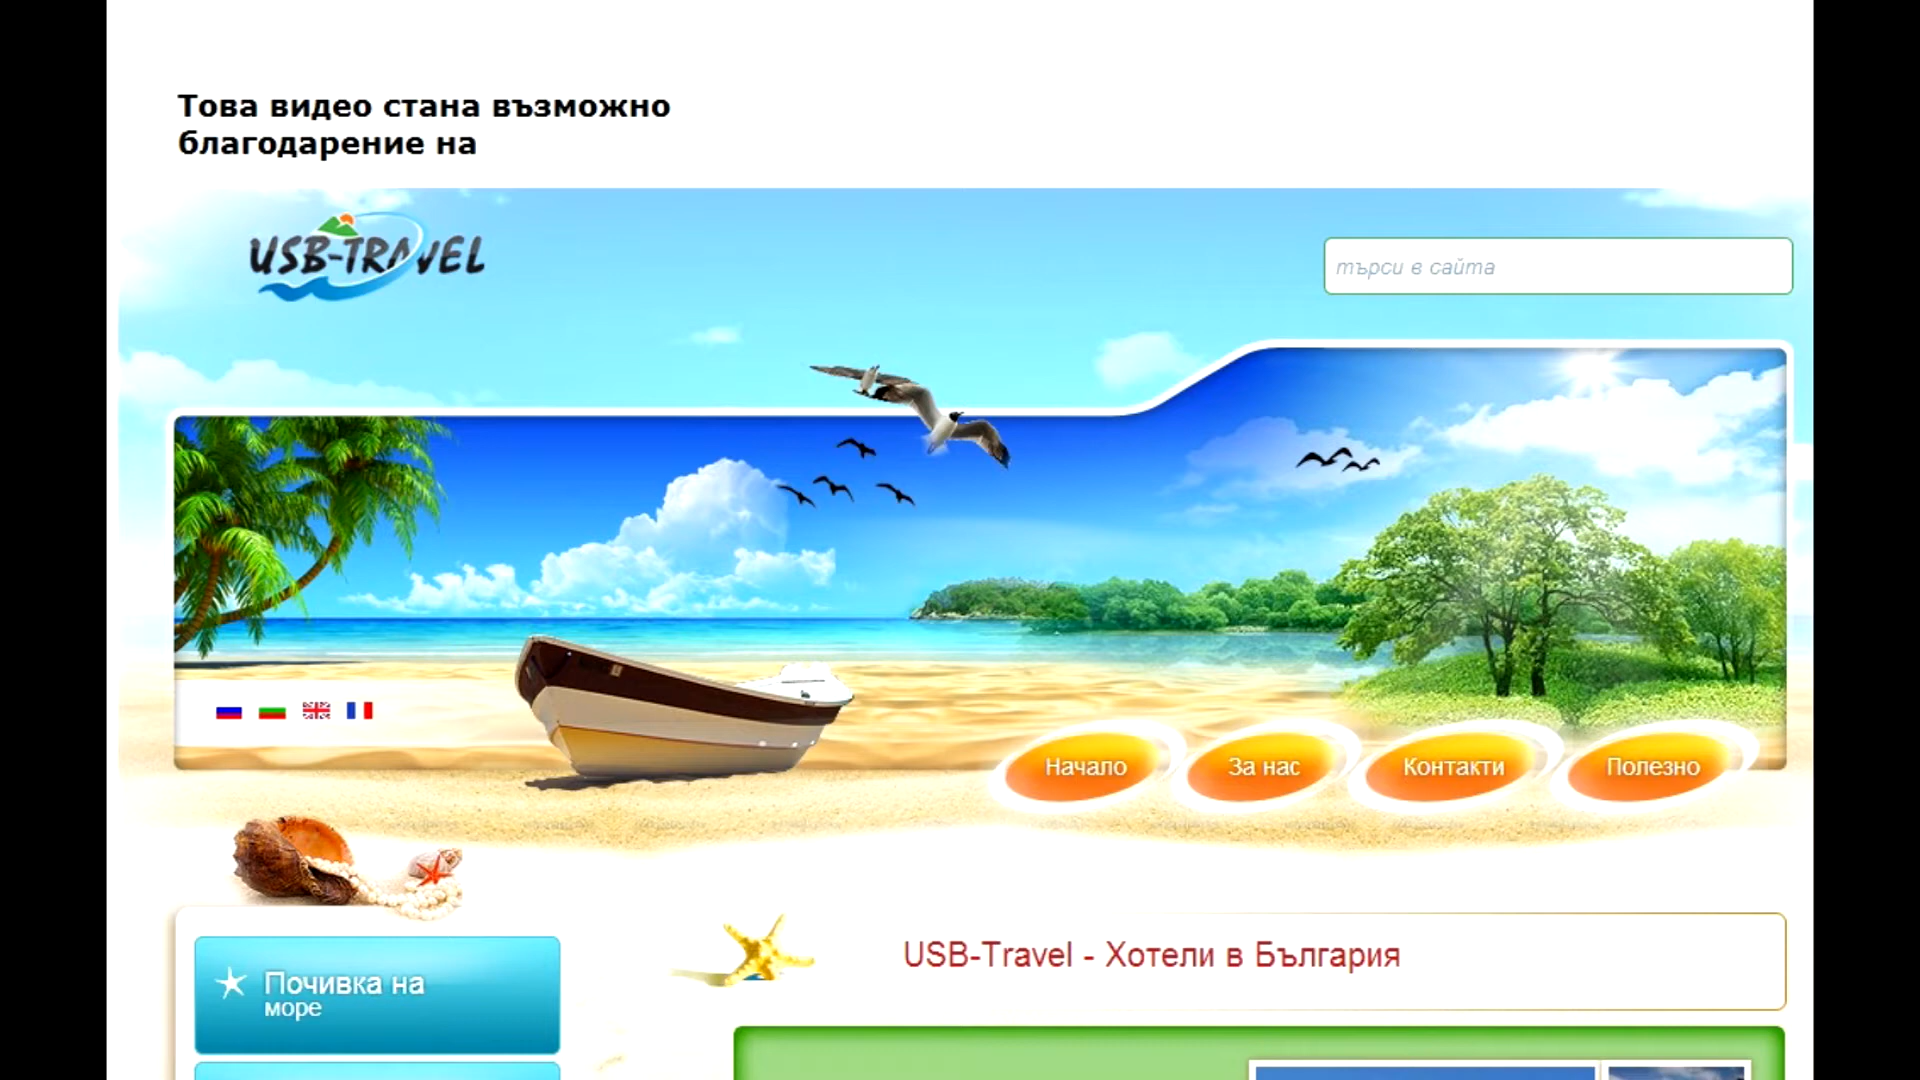 Това видео стана възможно
благодарение на
USB-TRAVEL
търси в сайта
Начало
За нас
Контакти
Полезно
USB-Travel - Хотели в България
Почивка на
море